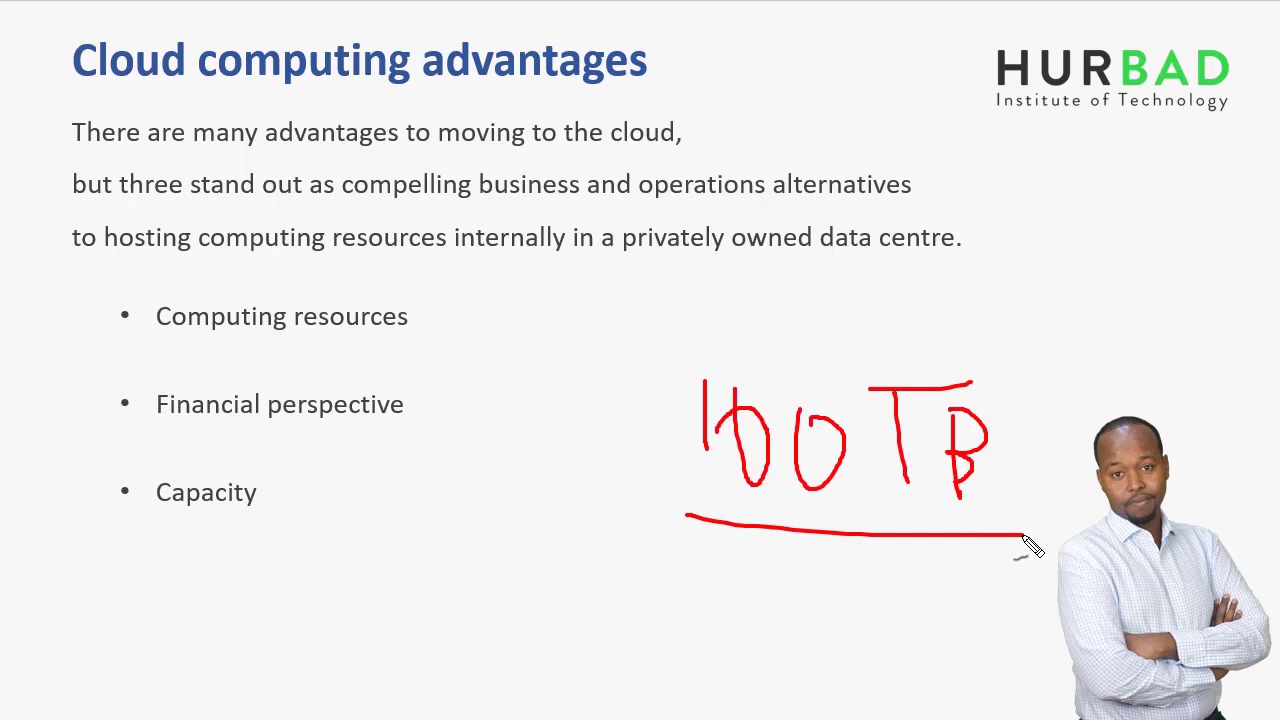 Cloud computing advantages
HURBAD
Institute of Technology
There are many advantages to moving to the cloud,
but three stand out as compelling business and operations alternatives
to hosting computing resources internally in a privately owned data centre.
• Computing resources
• Financial perspective
• Capacity
100TB